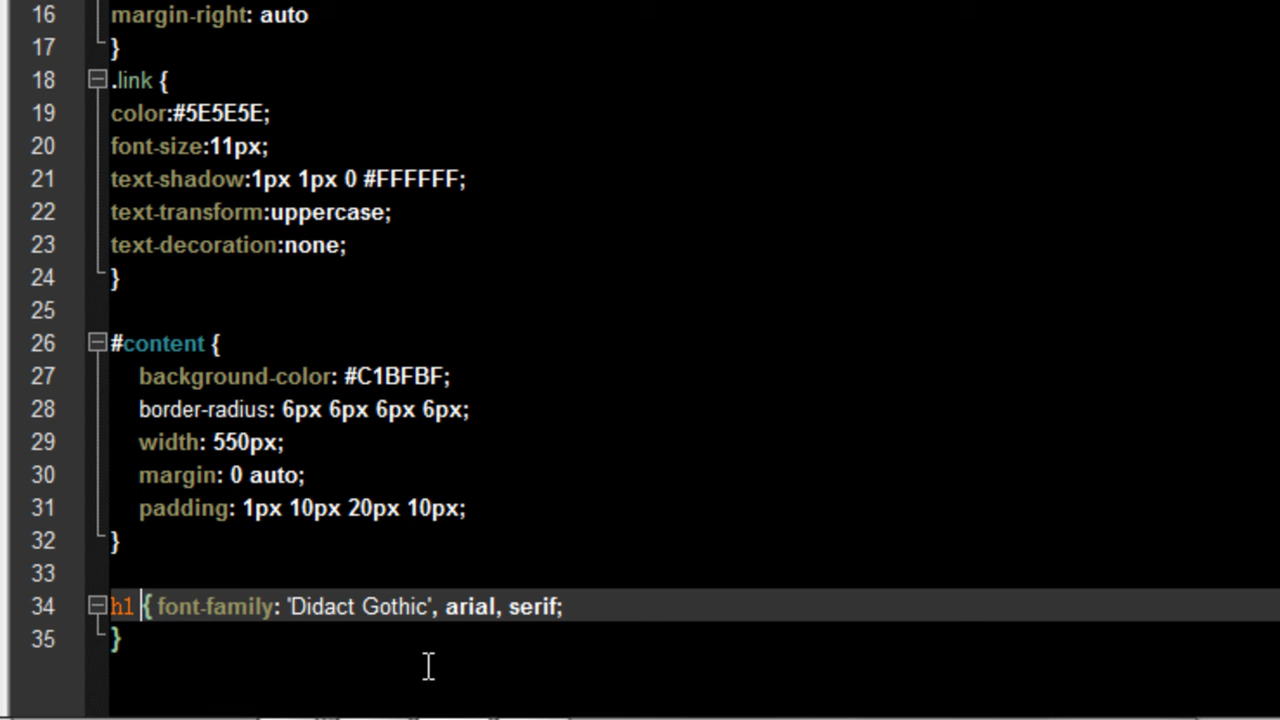 16 margin-right: auto
17 }
18 .link {
19 color:#5E5E5E;
20 font-size:11px;
21 text-shadow:1px 1px 0 #FFFFFF;
22 text-transform:uppercase;
23 text-decoration:none;
24 }
25
26 #content {
27 background-color: #C1BFBF;
28 border-radius: 6px 6px 6px 6px;
29 width: 550px;
30 margin: 0 auto;
31 padding: 1px 10px 20px 10px;
32 }
33
34 h1 { font-family: 'Didact Gothic', arial, serif;
35 }